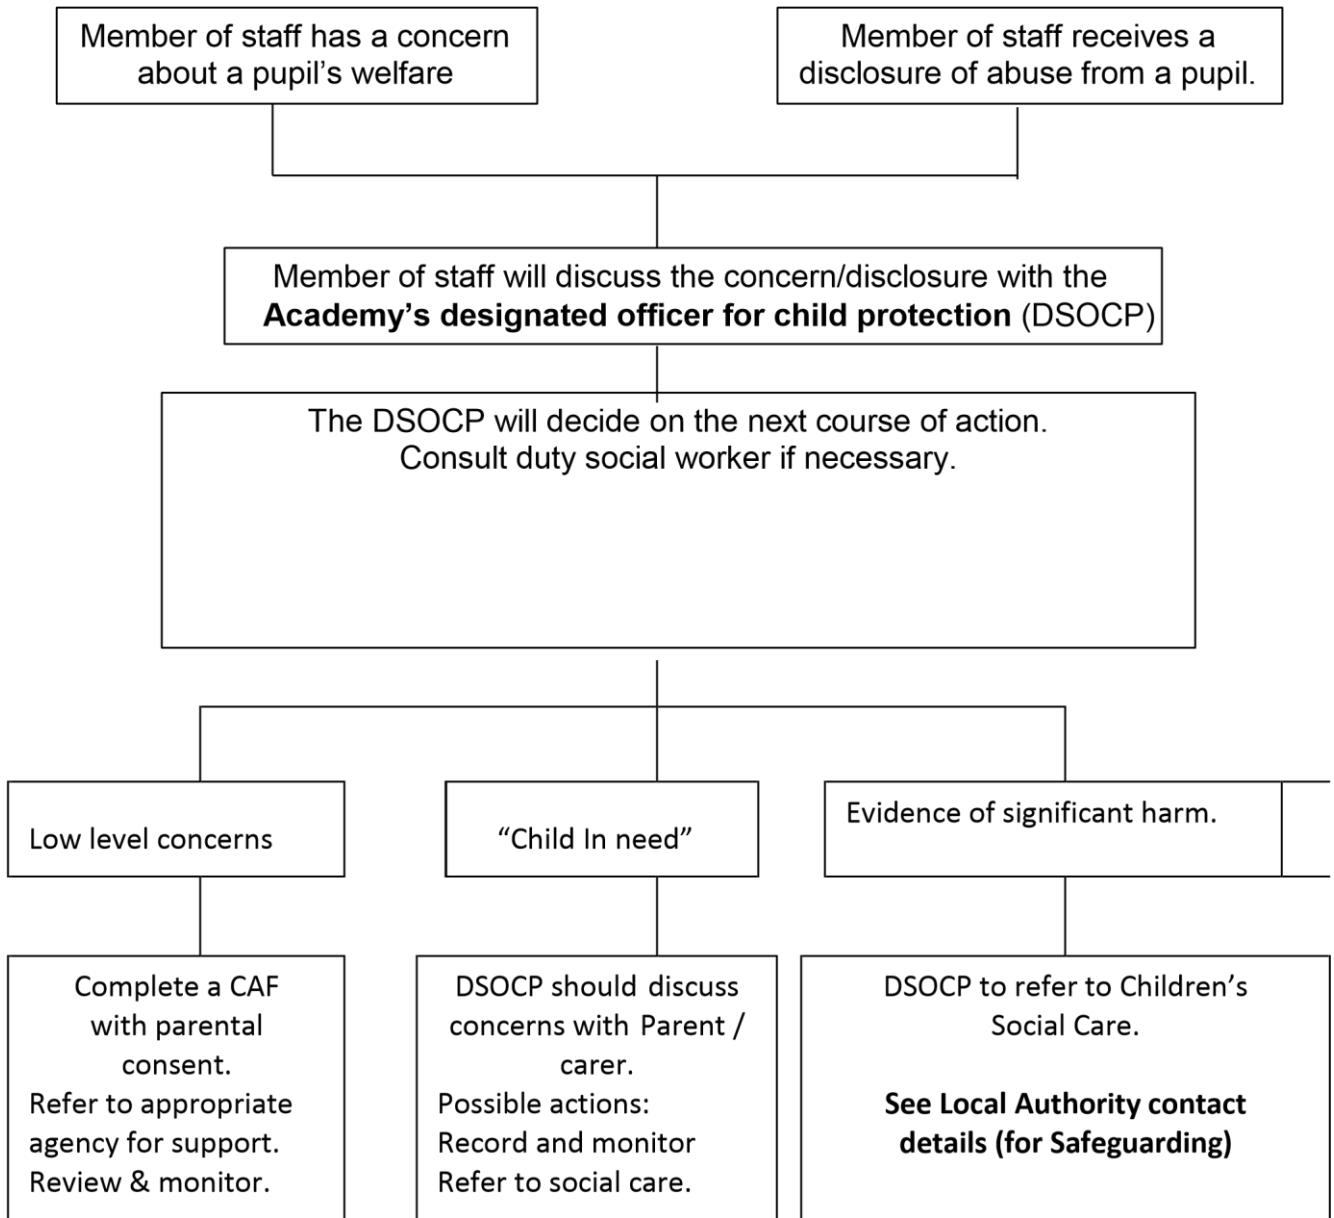 Member of staff has a concern
about a pupil’s welfare
Member of staff receives a
disclosure of abuse from a pupil.
Member of staff will discuss the concern/disclosure with the
Academy’s designated officer for child protection (DSOCP)
The DSOCP will decide on the next course of action.
Consult duty social worker if necessary.
Low level concerns
“Child In need”
Evidence of significant harm.
Complete a CAF
with parental
consent.
Refer to appropriate
agency for support.
Review & monitor.
DSOCP should discuss
concerns with Parent /
carer.
Possible actions:
Record and monitor
Refer to social care.
DSOCP to refer to Children’s
Social Care.
See Local Authority contact
details (for Safeguarding)